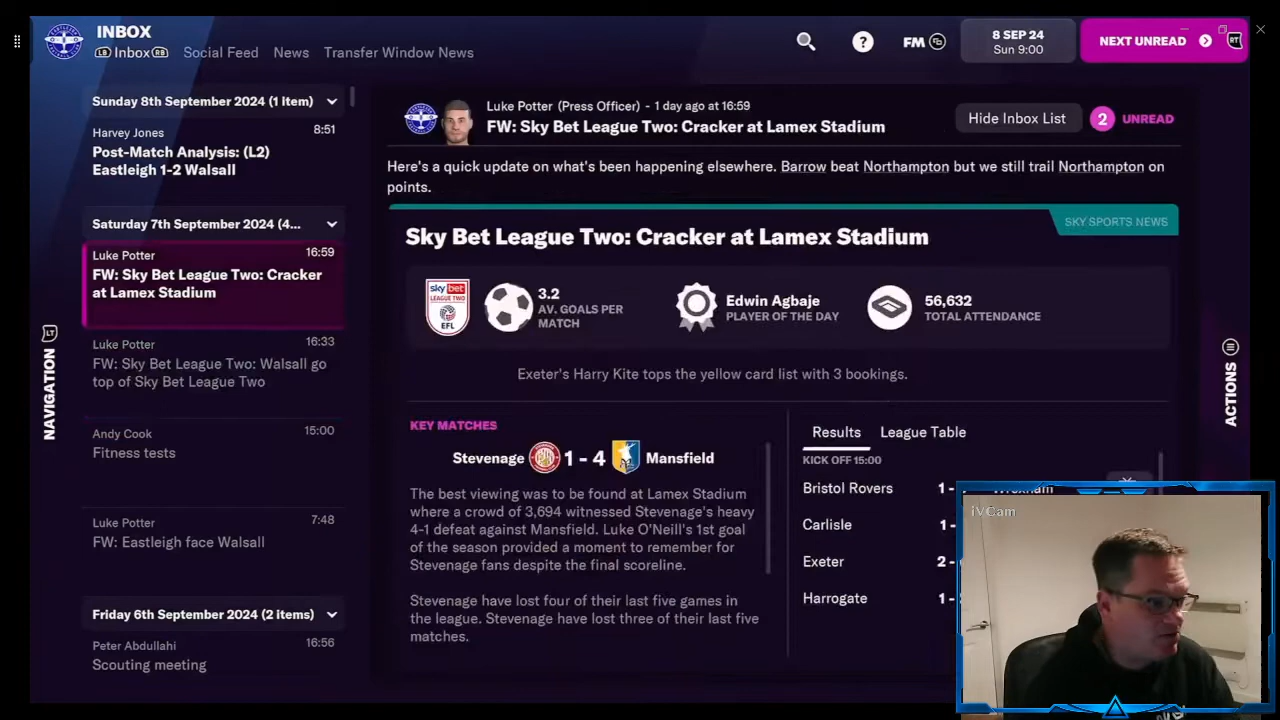 INBOX
LB Inbox RB Social Feed News Transfer Window News
FM
8 SEP 24
Sun 9:00
NEXT UNREAD
RT
Sunday 8th September 2024 (1 item)
Harvey Jones 8:51
Post-Match Analysis: (L2)
Eastleigh 1-2 Walsall
Saturday 7th September 2024 (4...
Luke Potter 16:59
FW: Sky Bet League Two: Cracker
at Lamex Stadium
Luke Potter 16:33
FW: Sky Bet League Two: Walsall go
top of Sky Bet League Two
Andy Cook 15:00
Fitness tests
Luke Potter 7:48
FW: Eastleigh face Walsall
Friday 6th September 2024 (2 items)
Peter Abdullahi 16:56
Scouting meeting
LT
NAVIGATION
Luke Potter (Press Officer) - 1 day ago at 16:59
FW: Sky Bet League Two: Cracker at Lamex Stadium
Hide Inbox List
2 UNREAD
Here's a quick update on what's been happening elsewhere. Barrow beat Northampton but we still trail Northampton on
points.
SKY SPORTS NEWS
Sky Bet League Two: Cracker at Lamex Stadium
sky bet
LEAGUE TWO
EFL
3.2
AV. GOALS PER
MATCH
Edwin Agbaje
PLAYER OF THE DAY
56,632
TOTAL ATTENDANCE
Exeter's Harry Kite tops the yellow card list with 3 bookings.
KEY MATCHES
Stevenage 1 - 4 Mansfield
The best viewing was to be found at Lamex Stadium
where a crowd of 3,694 witnessed Stevenage's heavy
4-1 defeat against Mansfield. Luke O'Neill's 1st goal
of the season provided a moment to remember for
Stevenage fans despite the final scoreline.
Stevenage have lost four of their last five games in
the league. Stevenage have lost three of their last five
matches.
Results League Table
KICK OFF 15:00
Bristol Rovers 1 - Wrexham
Carlisle 1 -
Exeter 2 -
Harrogate 1 -
ACTIONS
iVCam